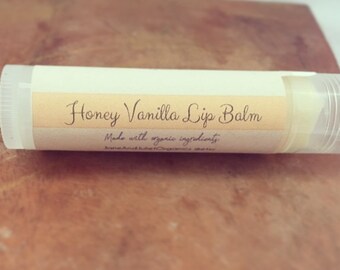 Honey Vanilla Lip Balm
Made with organic ingredients